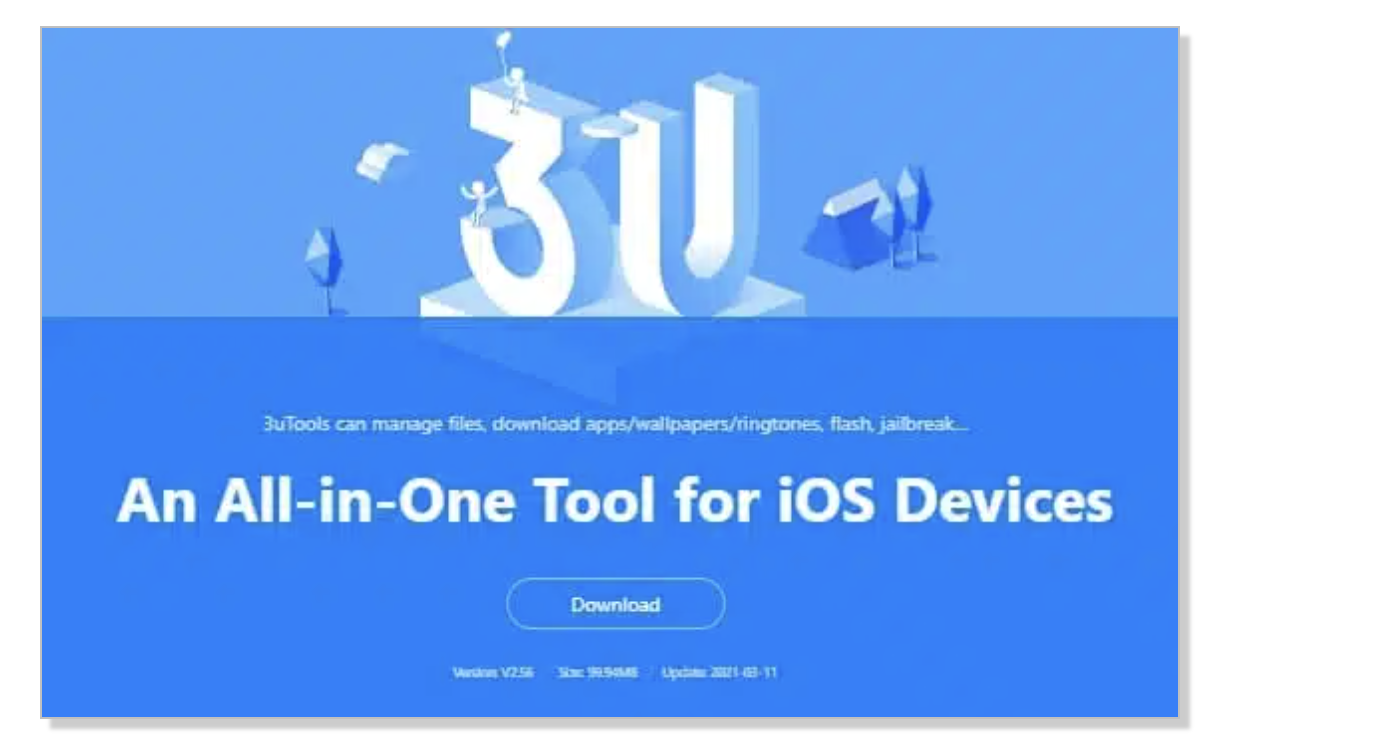 3U
3uTools can manage files, download apps/wallpapers/ringtones, flash, jailbreak...
An All-in-One Tool for iOS Devices
Download
Version: V2.56 Size: 99.94MB Update: 2021-03-11